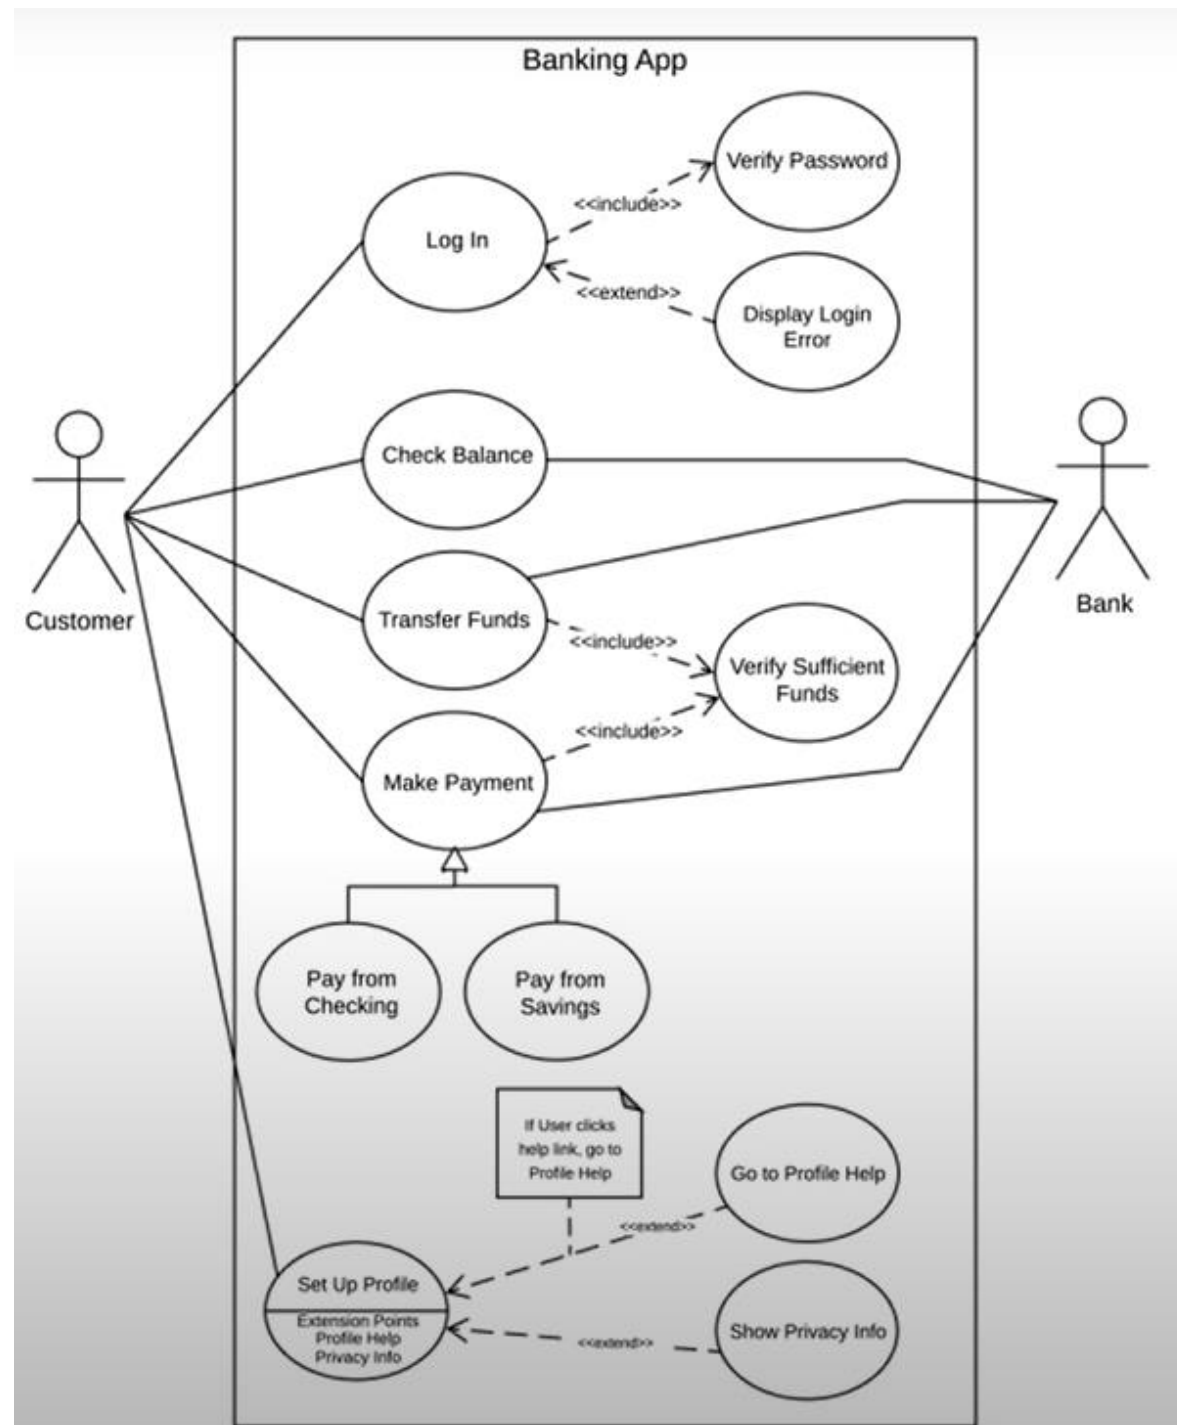 Banking App
Verify Password
<<include>>
Log In
<<extend>>
Display Login
Error
Check Balance
Customer
Transfer Funds
<<include>>
Bank
Verify Sufficient
Funds
<<include>>
Make Payment
Pay from
Checking
Pay from
Savings
If User clicks
help link, go to
Profile Help
Go to Profile Help
<<extend>>
Set Up Profile
Extension Points
Profile Help
Privacy Info
<<extend>>
Show Privacy Info